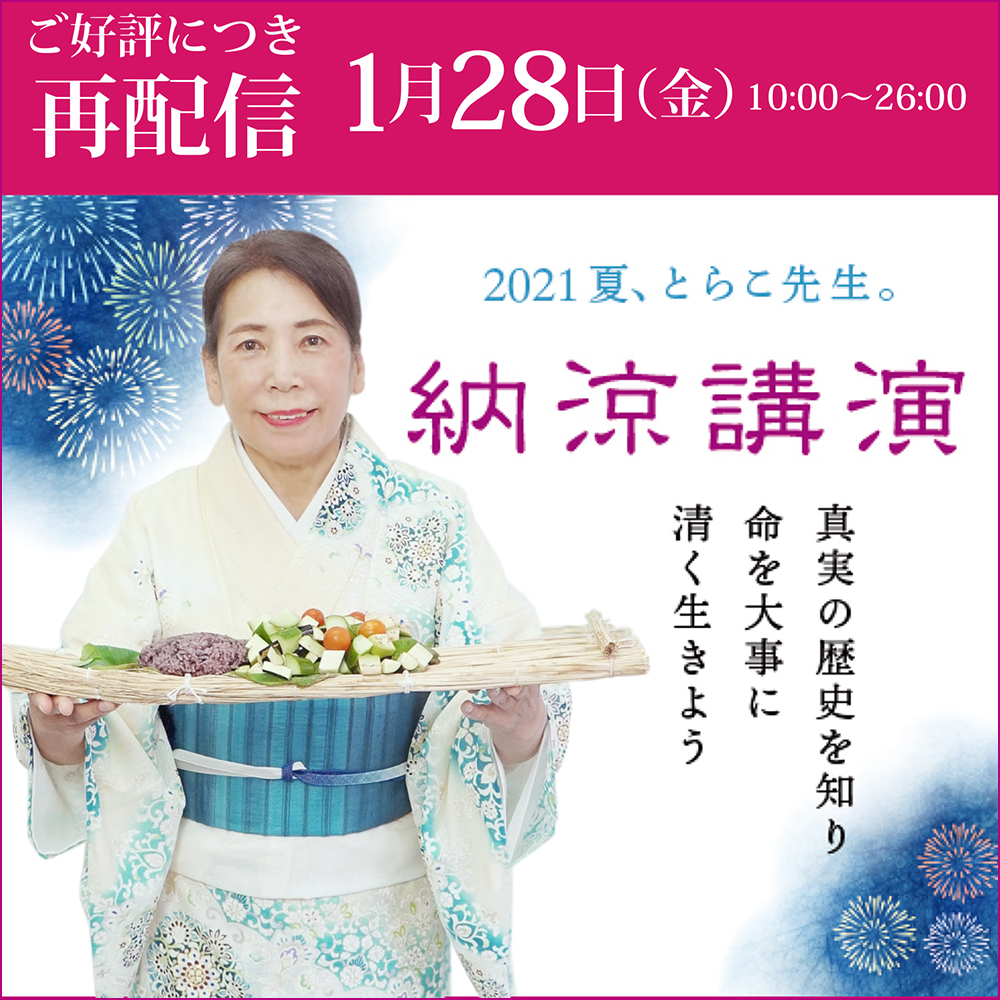 ご好評につき
再配信
1月28日（金）10:00～26:00
2021夏、とらこ先生。
納涼講演
真実の歴史を知り
命を大事に
清く生きよう